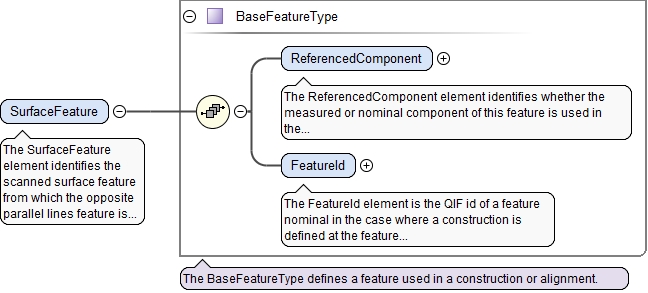 BaseFeatureType
ReferencedComponent
The ReferencedComponent element identifies whether the
measured or nominal component of this feature is used in
the...
SurfaceFeature
The SurfaceFeature
element identifies the
scanned surface feature
from which the opposite
parallel lines feature is...
FeatureId
The FeatureId element is the QIF id of a feature
nominal in the case where a construction is
defined at the feature...
The BaseFeatureType defines a feature used in a construction or alignment.